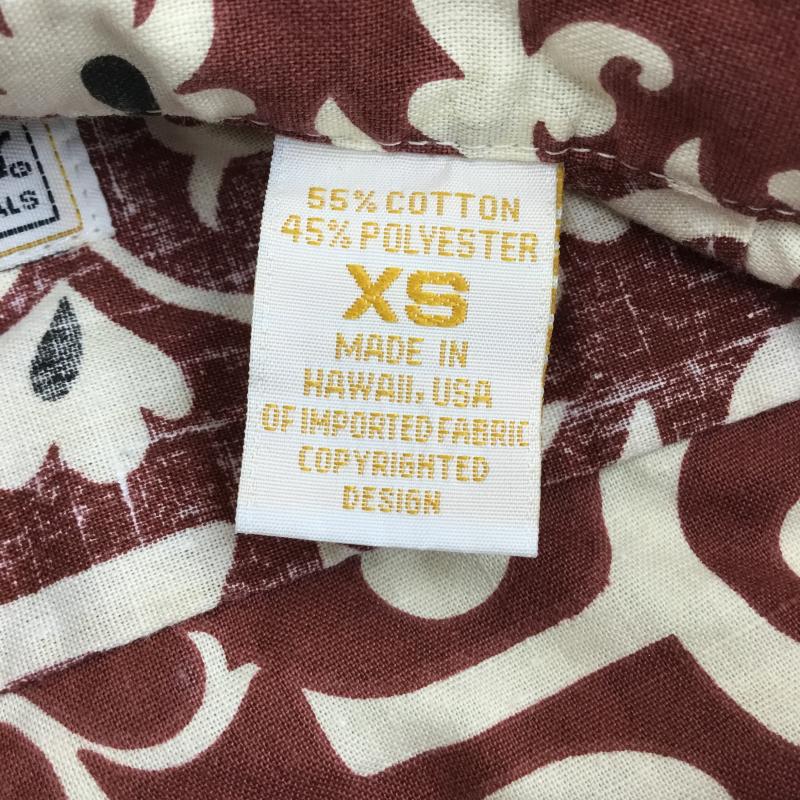 55% COTTON
45% POLYESTER
XS
MADE IN
HAWAII, USA
OF IMPORTED FABRIC
COPYRIGHTED
DESIGN